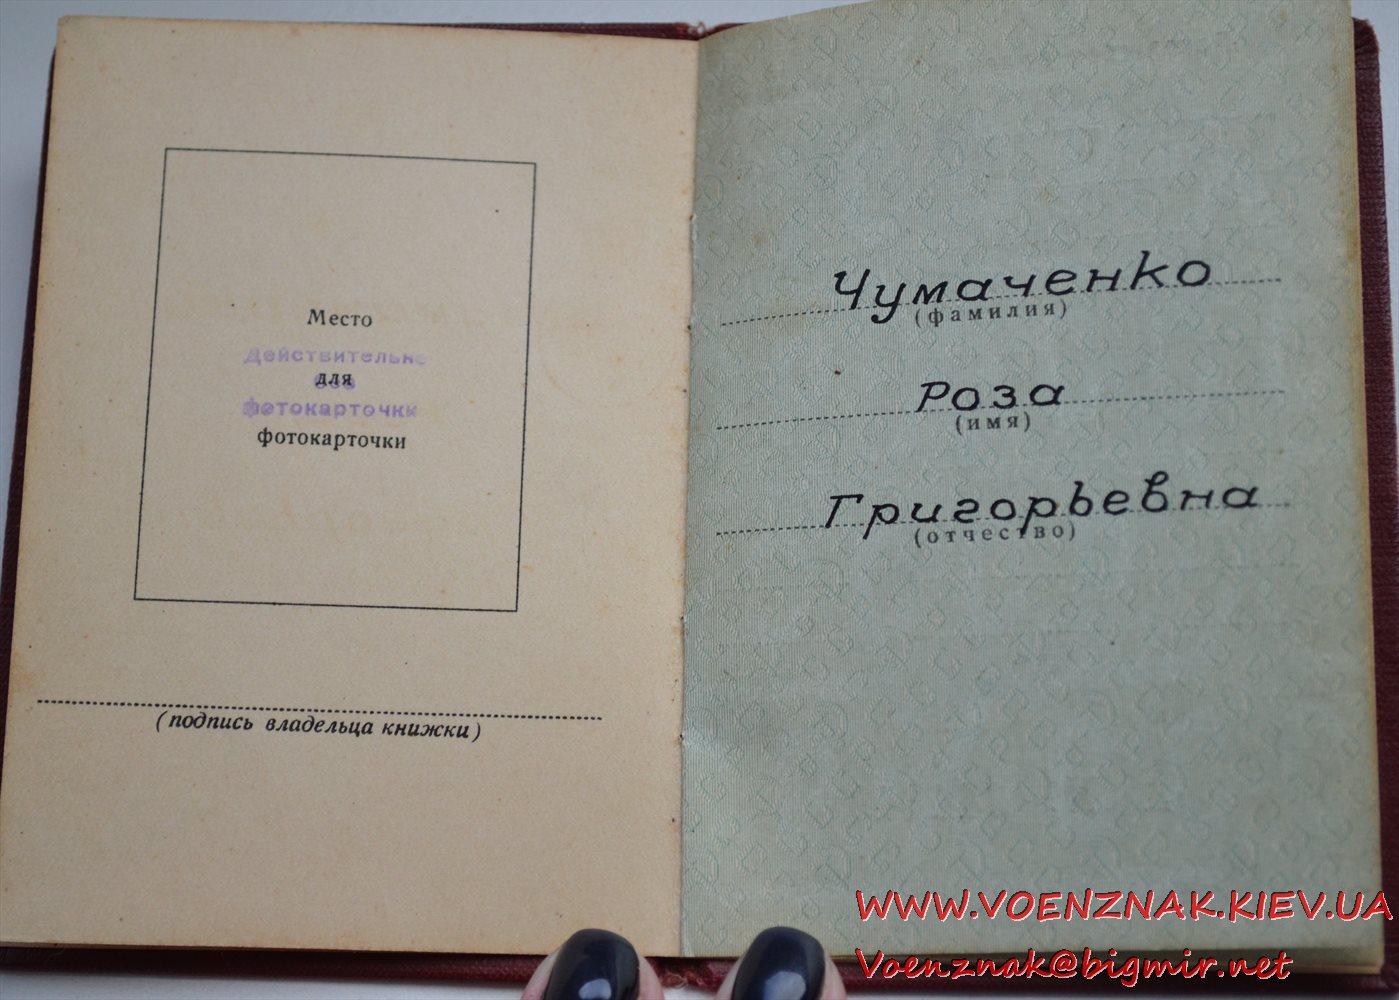 Место
Действительно
для
без
фотокарточки
фотокарточки
(подпись владельца книжки)
Чумаченко
(фамилия)
Роза
(имя)
Григорьевна
(отчество)
WWW.VOENZNAK.KIEV.UA
Voenznak@bigmir.net